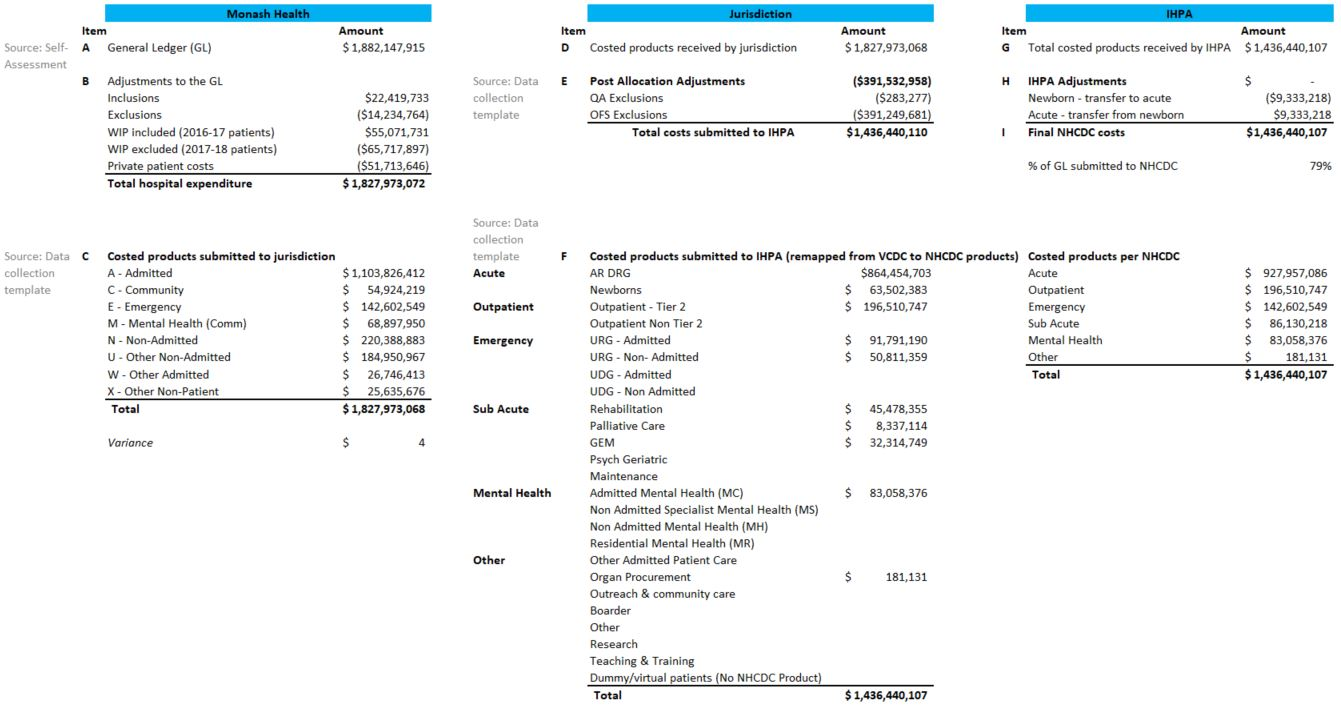 Monash Health
Item Amount
Source: Self-Assessment
A General Ledger (GL) $ 1,882,147,915
B Adjustments to the GL
Inclusions $22,419,733
Exclusions ($14,234,764)
WIP included (2016-17 patients) $55,071,731
WIP excluded (2017-18 patients) ($65,717,897)
Private patient costs ($51,713,646)
Total hospital expenditure $ 1,827,973,072
Source: Data
collection
template
C Costed products submitted to jurisdiction
A - Admitted $ 1,103,826,412
C - Community $ 54,924,219
E - Emergency $ 142,602,549
M - Mental Health (Comm) $ 68,897,950
N - Non-Admitted $ 220,388,883
U - Other Non-Admitted $ 184,950,967
W - Other Admitted $ 26,746,413
X - Other Non-Patient $ 25,635,676
Total $ 1,827,973,068
Variance $ 4
Jurisdiction
Item Amount
D Costed products received by jurisdiction $ 1,827,973,068
Source: Data
collection
template
E Post Allocation Adjustments ($391,532,958)
QA Exclusions ($283,277)
OFS Exclusions ($391,249,681)
Total costs submitted to IHPA $1,436,440,110
Source: Data
collection
template
F Costed products submitted to IHPA (remapped from VCDC to NHCDC products)
Acute AR DRG $864,454,703
Newborns $ 63,502,383
Outpatient Outpatient - Tier 2 $ 196,510,747
Outpatient Non Tier 2
Emergency URG - Admitted $ 91,791,190
URG - Non- Admitted $ 50,811,359
UDG - Admitted
UDG - Non Admitted
Sub Acute Rehabilitation $ 45,478,355
Palliative Care $ 8,337,114
GEM $ 32,314,749
Psych Geriatric
Maintenance
Mental Health Admitted Mental Health (MC) $ 83,058,376
Non Admitted Specialist Mental Health (MS)
Non Admitted Mental Health (MH)
Residential Mental Health (MR)
Other Other Admitted Patient Care
Organ Procurement $ 181,131
Outreach & community care
Boarder
Other
Research
Teaching & Training
Dummy/virtual patients (No NHCDC Product)
Total $ 1,436,440,107
IHPA
Item Amount
G Total costed products received by IHPA $ 1,436,440,107
H IHPA Adjustments $ -
Newborn - transfer to acute ($9,333,218)
Acute - transfer from newborn $9,333,218
I Final NHCDC costs $1,436,440,107
% of GL submitted to NHCDC 79%
Costed products per NHCDC
Acute $ 927,957,086
Outpatient $ 196,510,747
Emergency $ 142,602,549
Sub Acute $ 86,130,218
Mental Health $ 83,058,376
Other $ 181,131
Total $ 1,436,440,107